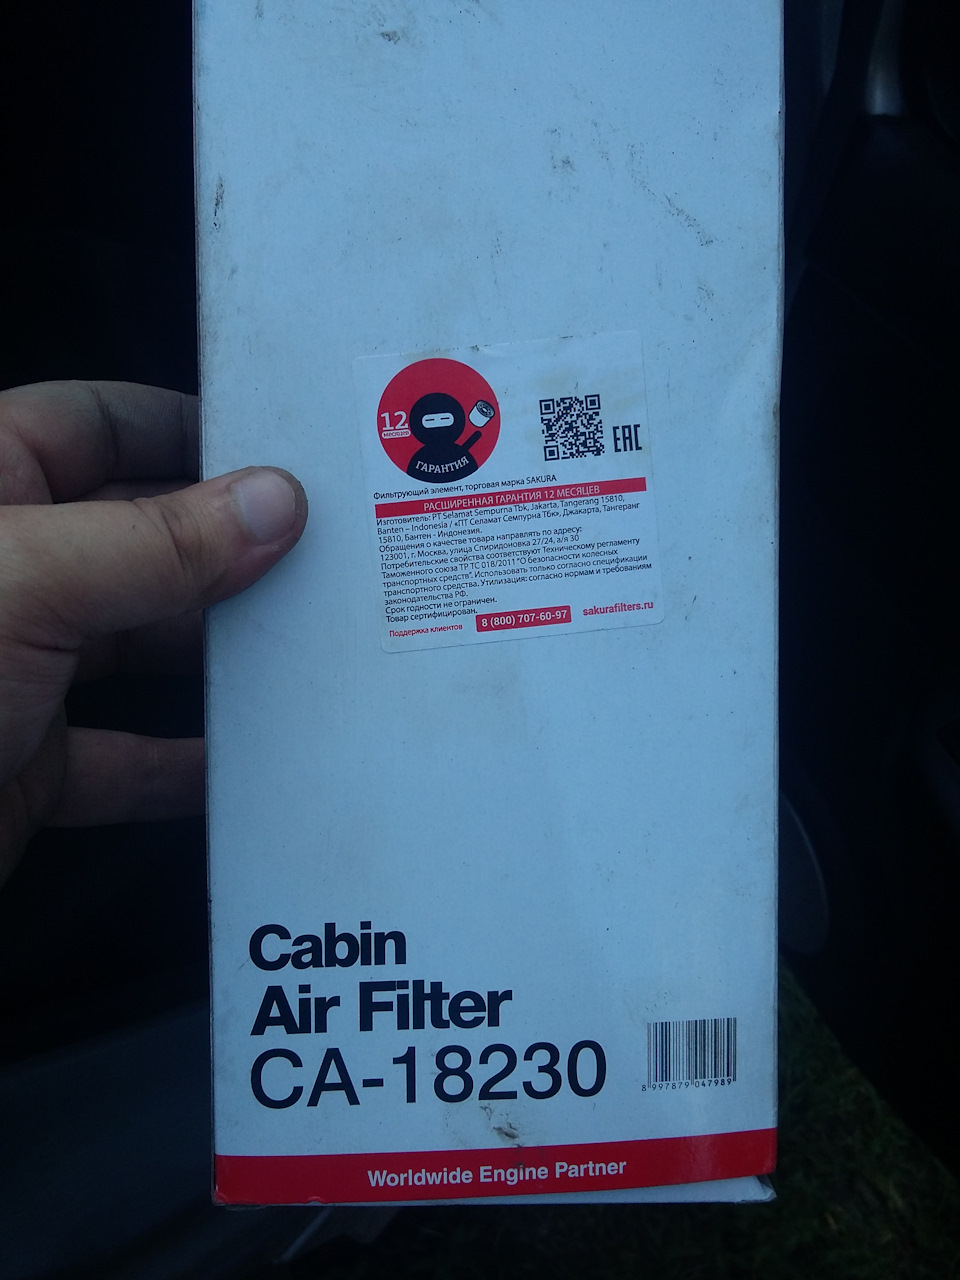 12
месяцев
ГАРАНТИЯ
EAC
Фильтрующий элемент, торговая марка SAKURA
РАСШИРЕННАЯ ГАРАНТИЯ 12 МЕСЯЦЕВ
Изготовитель: PT Selamat Sempurna Tbk, Jakarta, Tangerang 15810,
Banten – Indonesia / «ПТ Селамат Семпурна Тбк», Джакарта, Тангеранг
15810, Бантен - Индонезия.
Обращения о качестве товара направлять по адресу:
123001, г. Москва, улица Спиридоновка 27/24, а/я 30
Потребительские свойства соответствуют Техническому регламенту
Таможенного союза ТР ТС 018/2011 "О безопасности колесных
транспортных средств". Использовать только согласно спецификации
транспортного средства. Утилизация: согласно нормам и требованиям
законодательства РФ.
Срок годности не ограничен.
Товар сертифицирован.
Поддержка клиентов 8 (800) 707-60-97 sakurafilters.ru
Cabin
Air Filter
CA-18230
8 997879 047989
Worldwide Engine Partner